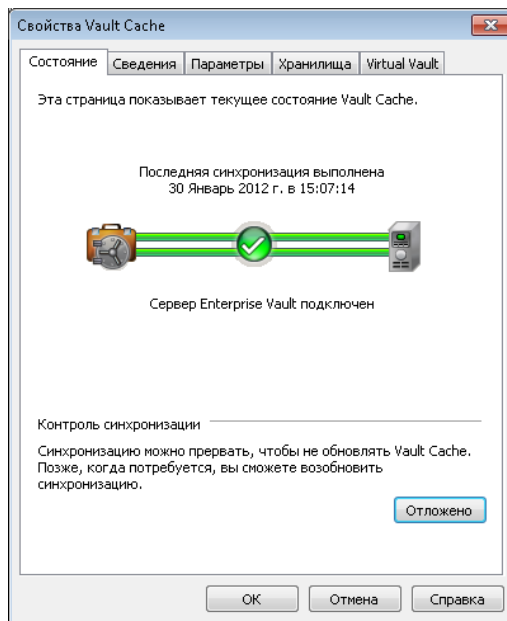 Свойства Vault Cache
Состояние Сведения Параметры Хранилища Virtual Vault
Эта страница показывает текущее состояние Vault Cache.
Последняя синхронизация выполнена
30 Январь 2012 г. в 15:07:14
Сервер Enterprise Vault подключен
Контроль синхронизации
Синхронизацию можно прервать, чтобы не обновлять Vault Cache.
Позже, когда потребуется, вы сможете возобновить
синхронизацию.
Отложено
ОК Отмена Справка